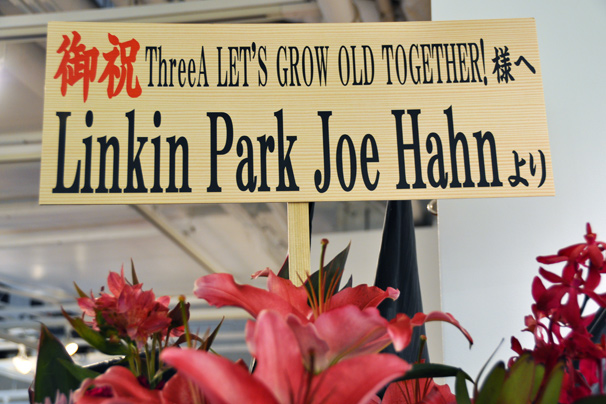 御祝 ThreeA LET'S GROW OLD TOGETHER! 様へ
Linkin Park Joe Hahn より